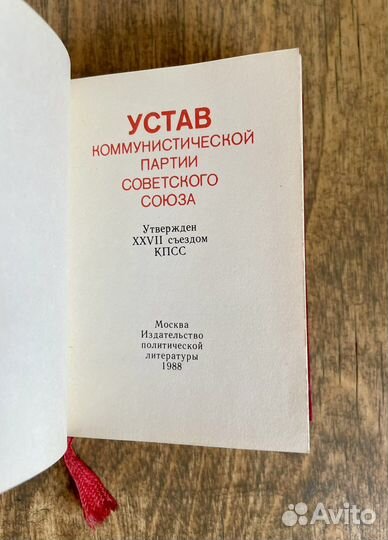 УСТАВ
КОММУНИСТИЧЕСКОЙ
ПАРТИИ
СОВЕТСКОГО
СОЮЗА
Утвержден
XXVII съездом
КПСС
Москва
Издательство
политической
литературы
1988
Avito